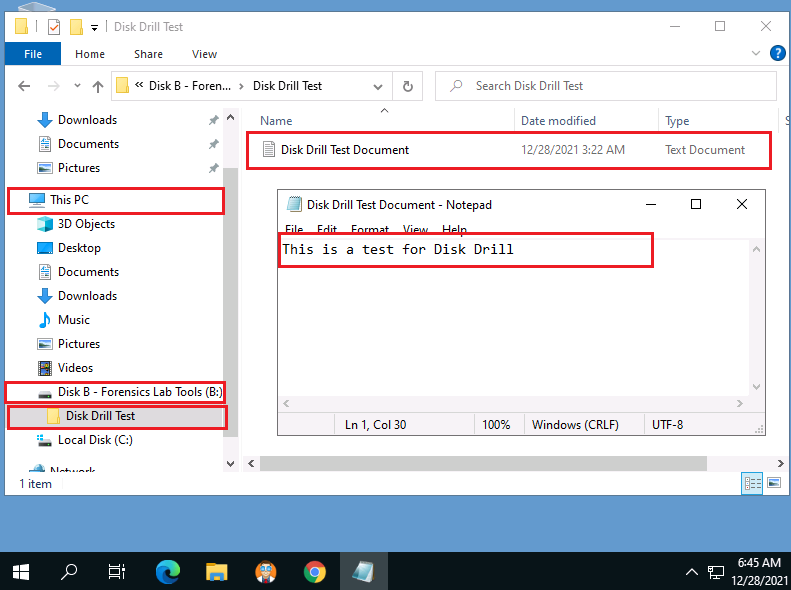 Disk Drill Test
File Home Share View
« Disk B - Foren... › Disk Drill Test
Search Disk Drill Test
Downloads
Documents
Pictures
This PC
3D Objects
Desktop
Documents
Downloads
Music
Pictures
Videos
Disk B - Forensics Lab Tools (B:)
Disk Drill Test
Local Disk (C:)
Network
Name Date modified Type S
Disk Drill Test Document 12/28/2021 3:22 AM Text Document
Disk Drill Test Document - Notepad
File Edit Format View Help
This is a test for Disk Drill
Ln 1, Col 30 100% Windows (CRLF) UTF-8
1 item
6:45 AM
12/28/2021